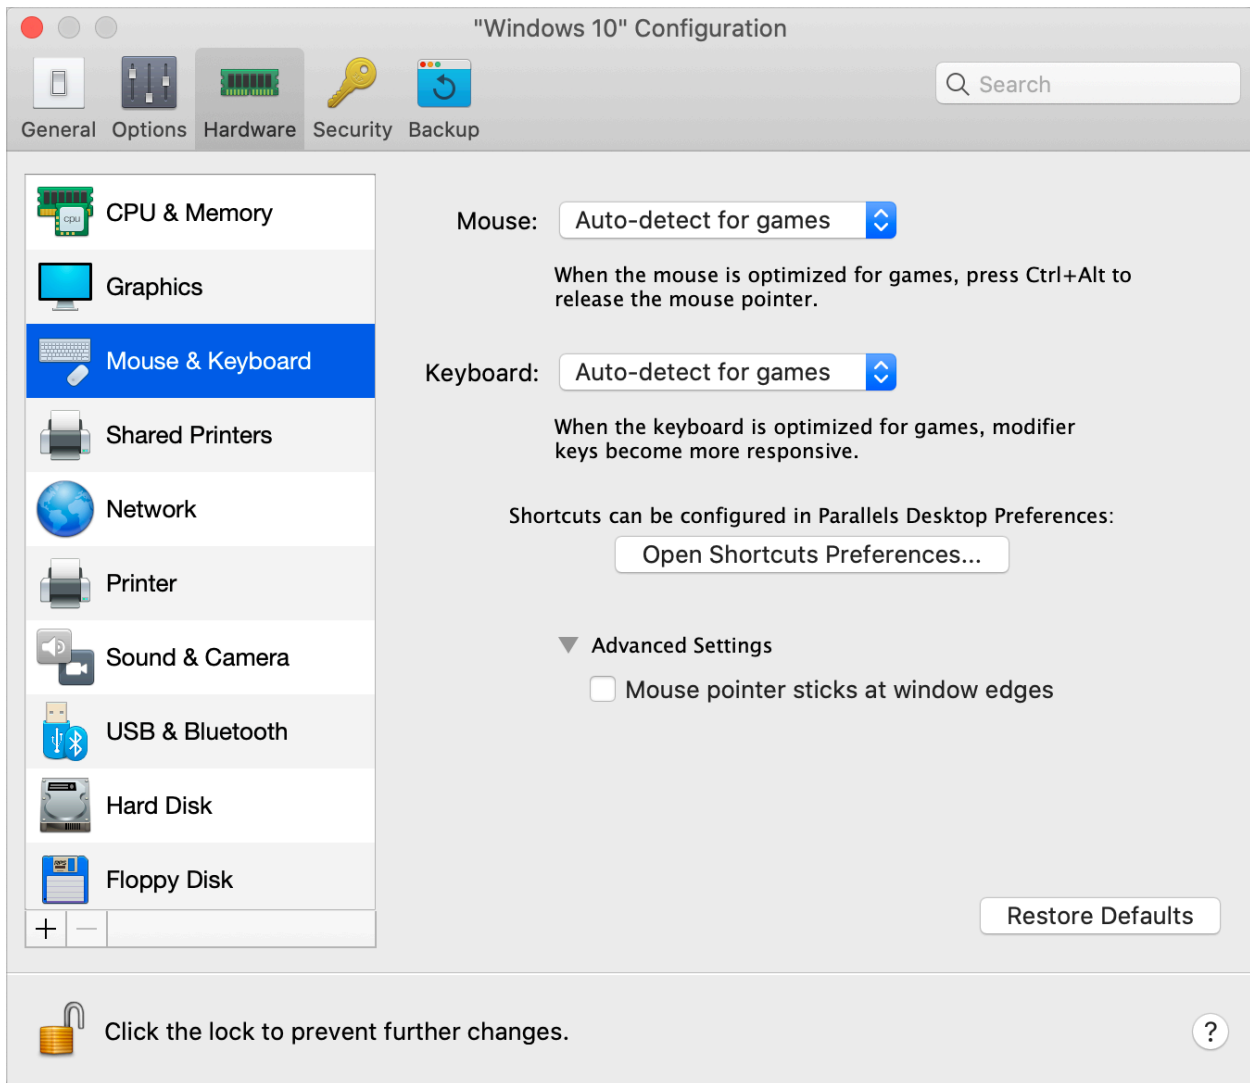 "Windows 10" Configuration
General
Options
Hardware
Security
Backup
Search
CPU & Memory
cpu
Graphics
Mouse & Keyboard
Shared Printers
Network
Printer
Sound & Camera
USB & Bluetooth
Hard Disk
Floppy Disk
Mouse:
Auto-detect for games
When the mouse is optimized for games, press Ctrl+Alt to
release the mouse pointer.
Keyboard:
Auto-detect for games
When the keyboard is optimized for games, modifier
keys become more responsive.
Shortcuts can be configured in Parallels Desktop Preferences:
Open Shortcuts Preferences...
Advanced Settings
Mouse pointer sticks at window edges
Restore Defaults
Click the lock to prevent further changes.
?